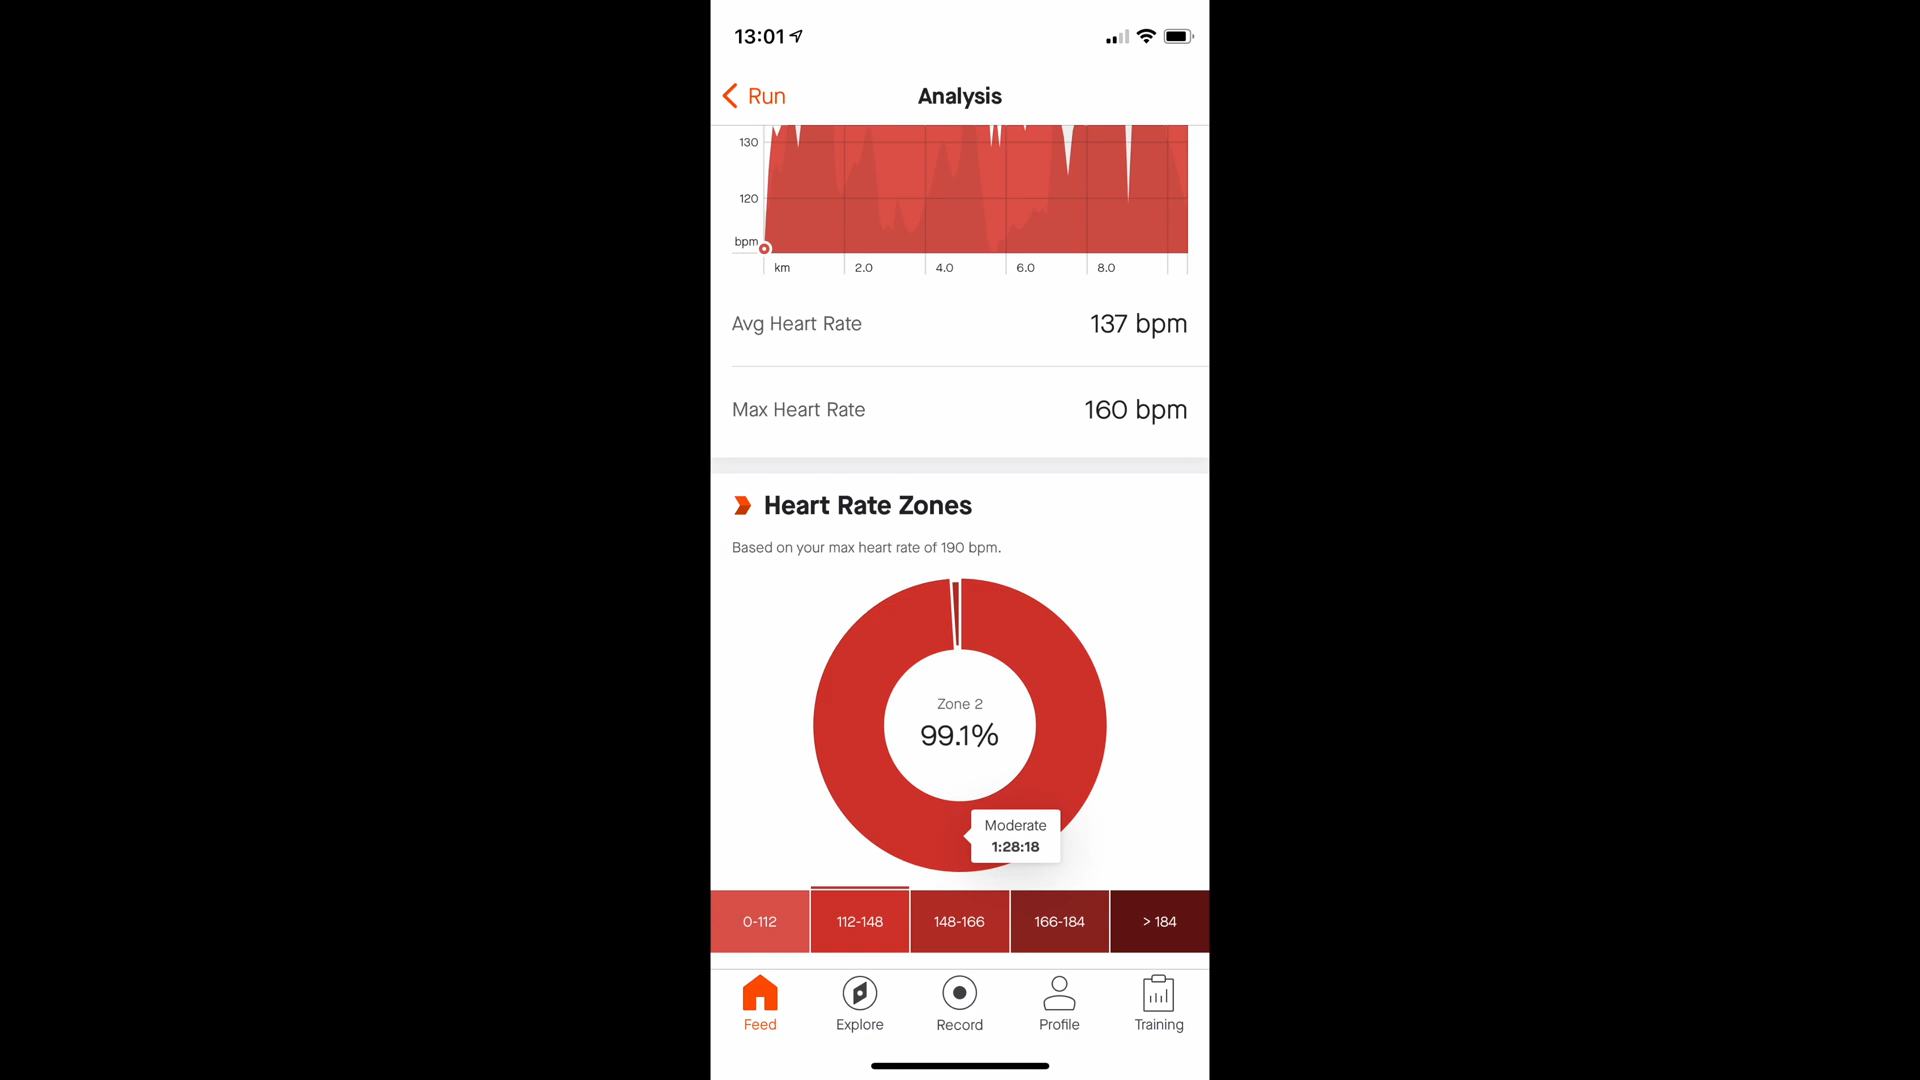 13:01
Run
Analysis
130
120
bpm
km 2.0 4.0 6.0 8.0
Avg Heart Rate 137 bpm
Max Heart Rate 160 bpm
Heart Rate Zones
Based on your max heart rate of 190 bpm.
Zone 2
99.1%
Moderate
1:28:18
0-112 112-148 148-166 166-184 > 184
Feed Explore Record Profile Training